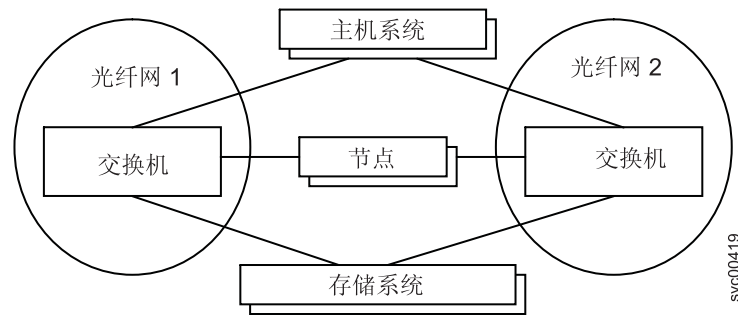 主机系统
光纤网 1
光纤网 2
交换机
节点
交换机
存储系统
svc00419